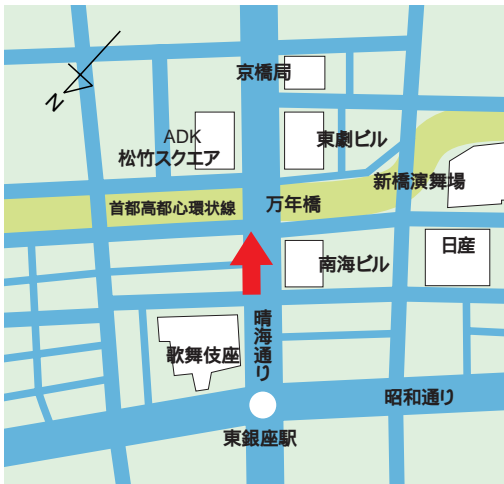 京橋局
N
ADK
松竹スクエア
東劇ビル
新橋演舞場
首都高都心環状線
万年橋
日産
南海ビル
晴海通り
歌舞伎座
昭和通り
東銀座駅